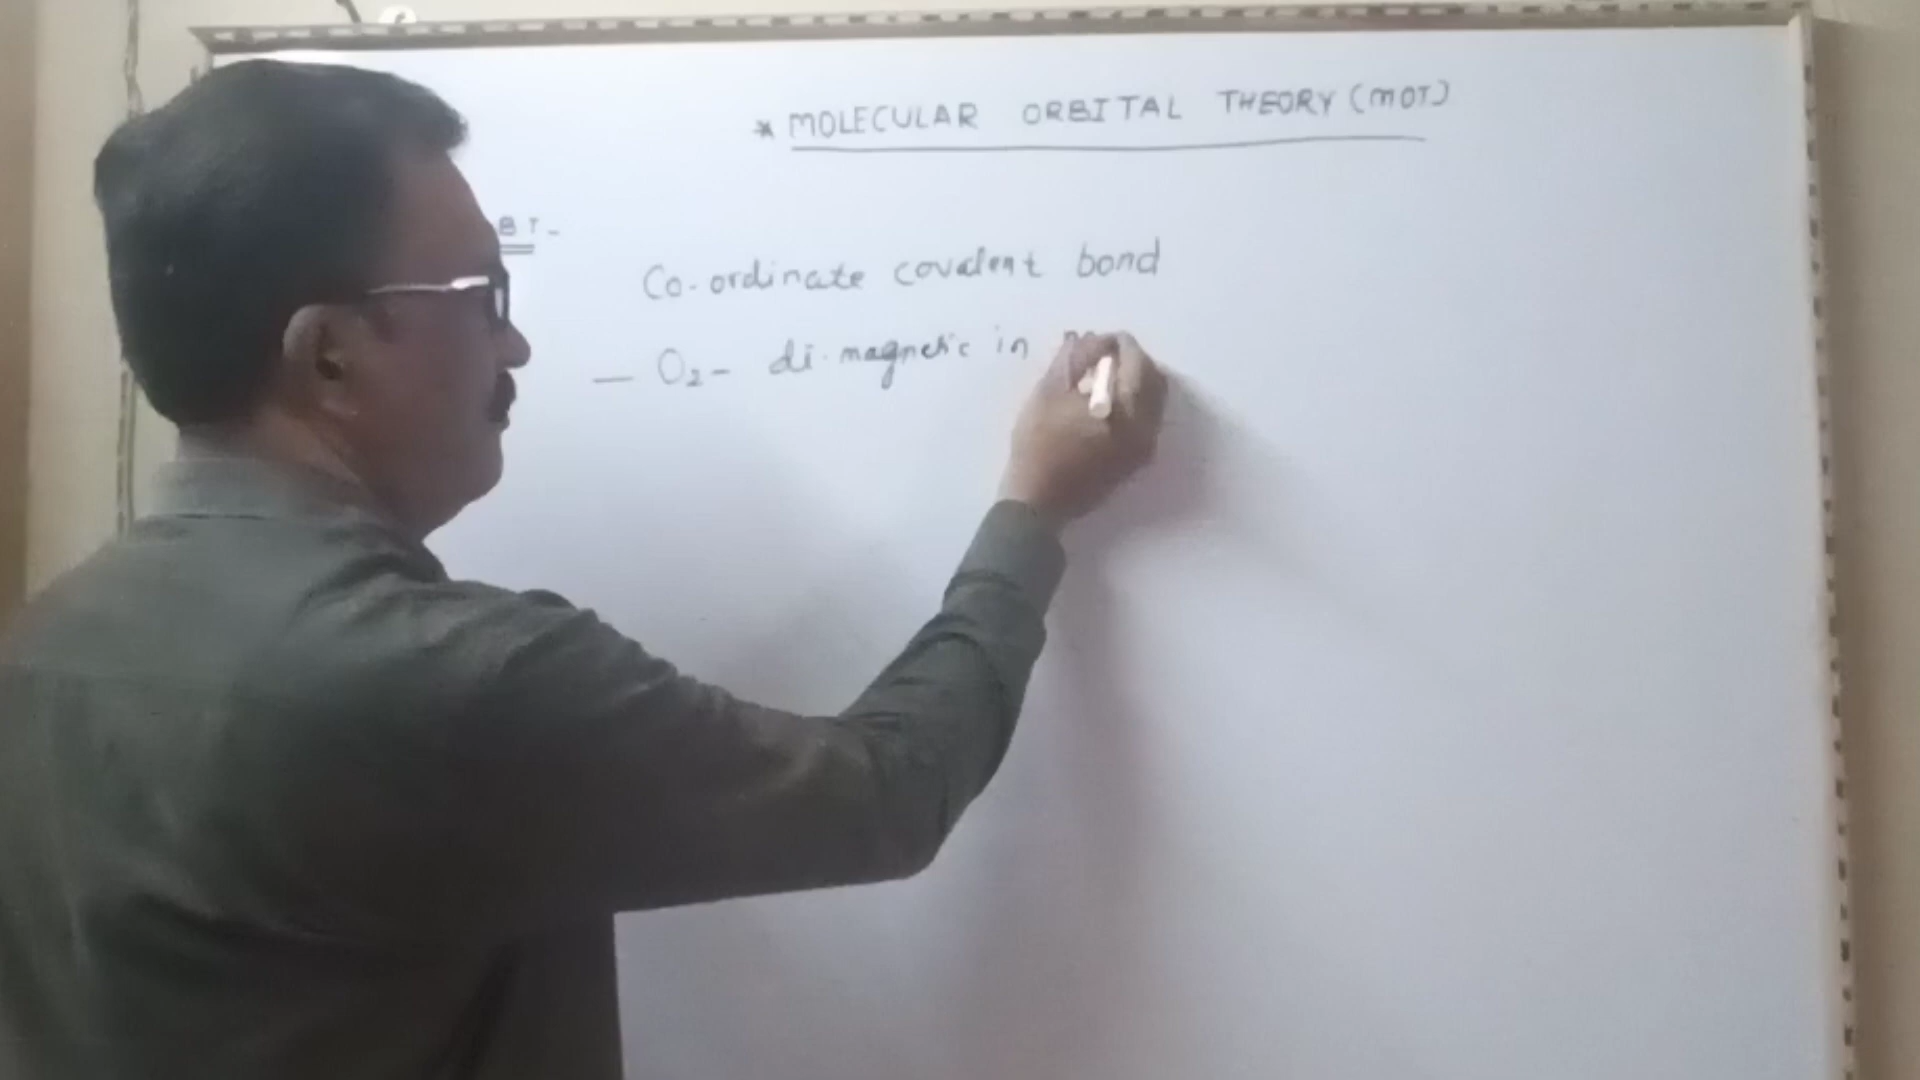 * MOLECULAR ORBITAL THEORY (MOT)
BT-
Co-ordinate covalent bond
— O₂ - di-magnetic in